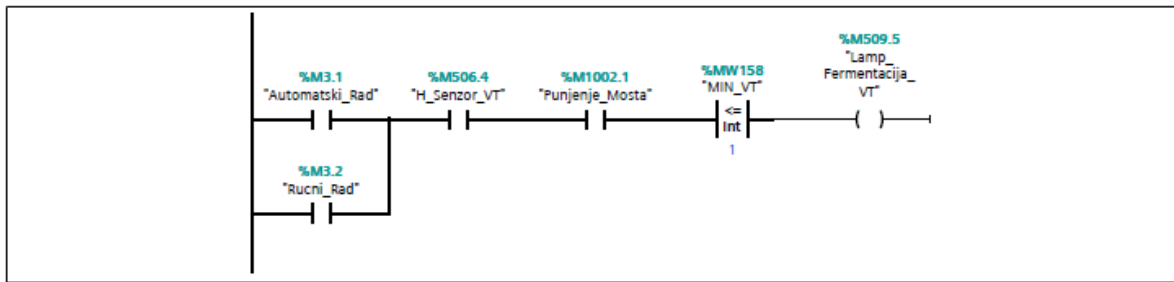 %M509.5
"Lamp_
Fermentacija_
VT"
%M3.1
"Automatski_Rad"
%M506.4
"H_Senzor_VT"
%M1002.1
"Punjenje_Mosta"
%MW158
"MIN_VT"
<=
Int
1
%M3.2
"Rucni_Rad"